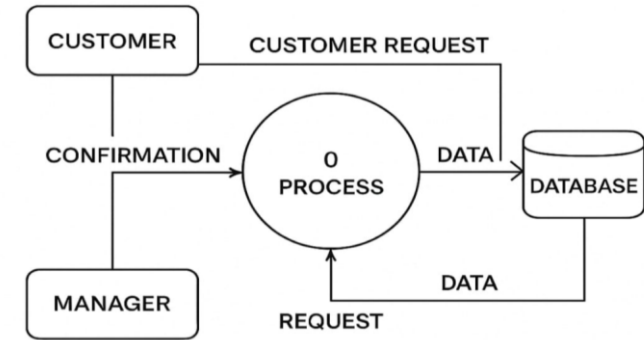 CUSTOMER
CUSTOMER REQUEST
CONFIRMATION
0
PROCESS
DATA
DATABASE
MANAGER
REQUEST
DATA